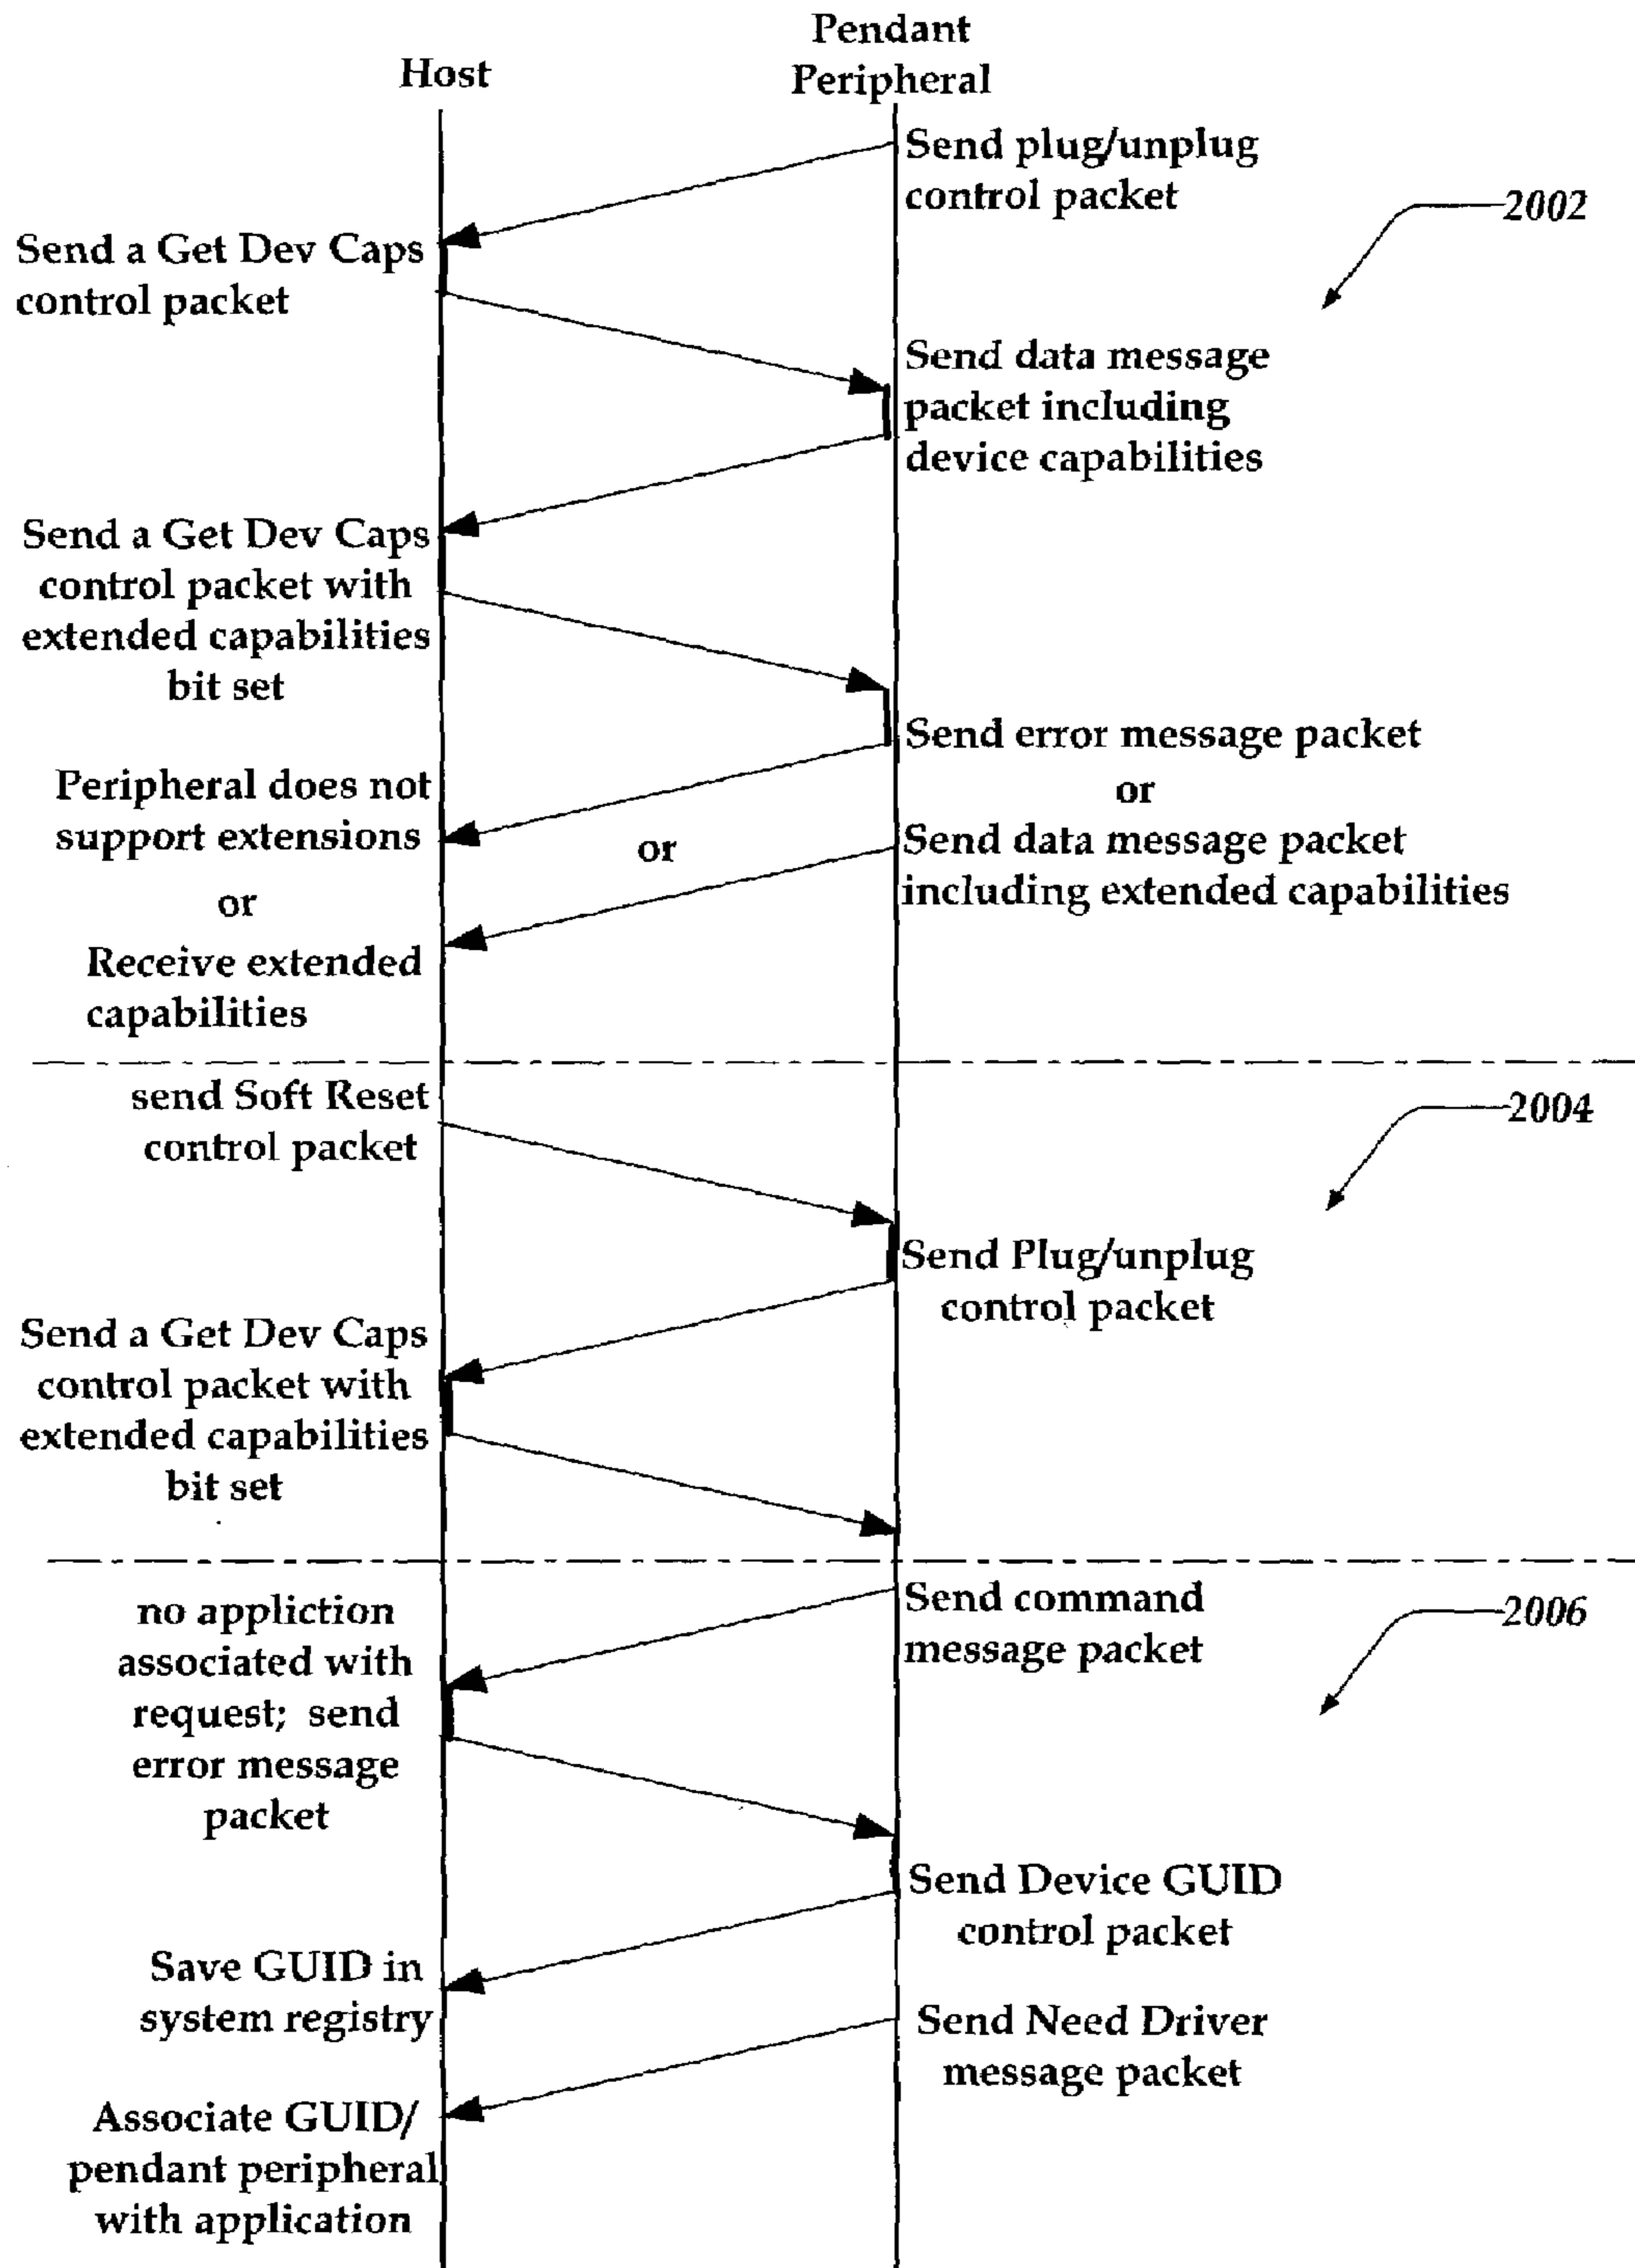 Pendant
Host
Peripheral
Send plug/unplug
control packet
2002
Send a Get Dev Caps
control packet
Send data message
packet including
device capabilities
Send a Get Dev Caps
control packet with
extended capabilities
bit set
Send error message packet
or
Peripheral does not
support extensions
or
Send data message packet
including extended capabilities
or
Receive extended
capabilities
send Soft Reset
control packet
2004
Send Plug/unplug
control packet
Send a Get Dev Caps
control packet with
extended capabilities
bit set
Send command
message packet
2006
no appliction
associated with
request; send
error message
packet
Send Device GUID
control packet
Save GUID in
system registry
Send Need Driver
message packet
Associate GUID/
pendant peripheral
with application